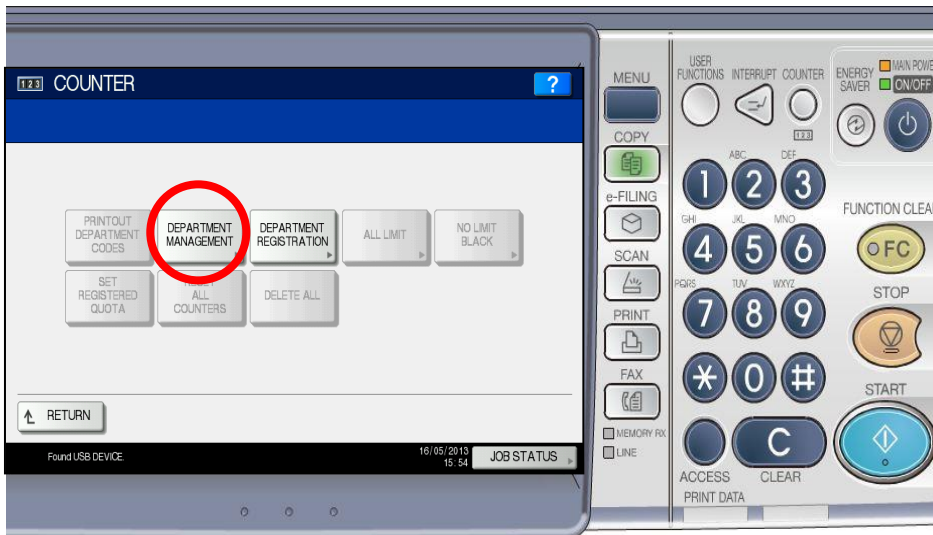 123 COUNTER
?
PRINTOUT
DEPARTMENT
CODES
DEPARTMENT
MANAGEMENT
DEPARTMENT
REGISTRATION
ALL LIMIT
NO LIMIT
BLACK
SET
REGISTERED
QUOTA
ALL
COUNTERS
DELETE ALL
RETURN
Found USB DEVICE.
16/05/2013
15:54
JOB STATUS
MENU
COPY
e-FILING
SCAN
PRINT
FAX
MEMORY RX
LINE
USER
FUNCTIONS
INTERRUPT
COUNTER
123
ENERGY
SAVER
MAIN POWE
ON/OFF
ABC
DEF
1
2
3
GHI
JKL
MNO
4
5
6
PQRS
TUV
WXYZ
7
8
9
*
0
#
ACCESS
C
CLEAR
PRINT DATA
FUNCTION CLEA
FC
STOP
START